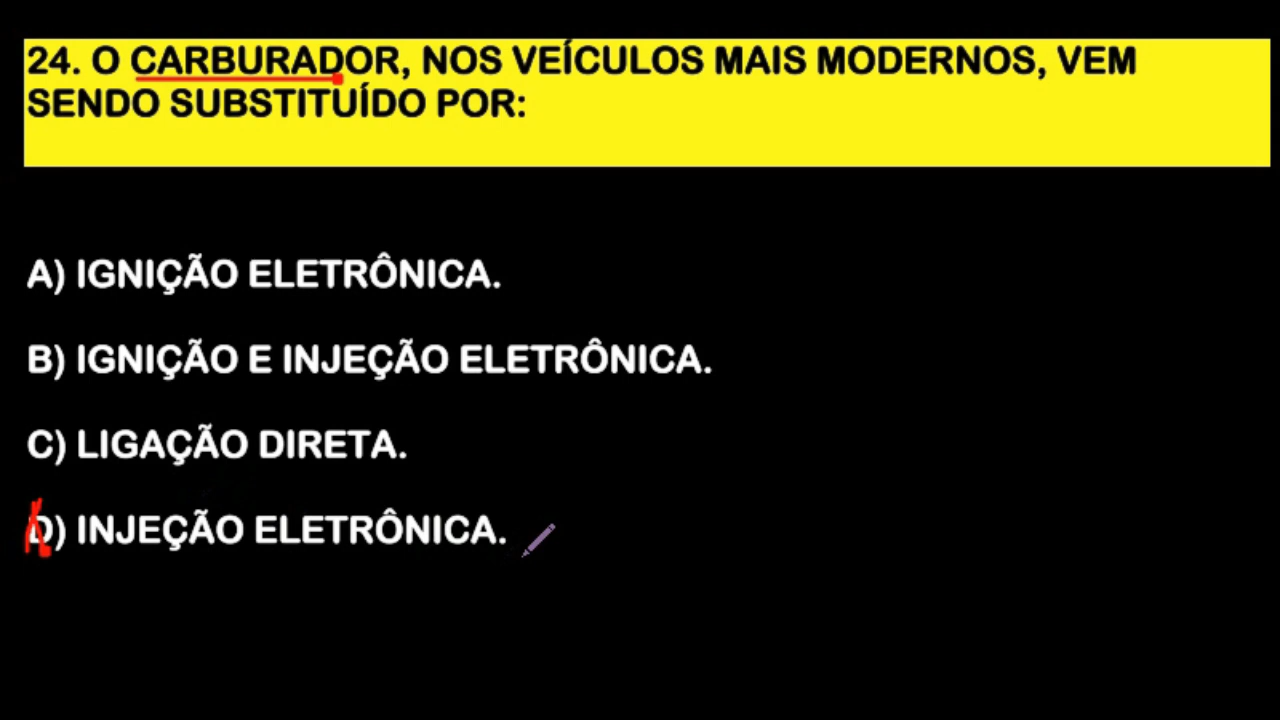 24. O CARBURADOR, NOS VEÍCULOS MAIS MODERNOS, VEM
SENDO SUBSTITUÍDO POR:
A) IGNIÇÃO ELETRÔNICA.
B) IGNIÇÃO E INJEÇÃO ELETRÔNICA.
C) LIGAÇÃO DIRETA.
D) INJEÇÃO ELETRÔNICA.